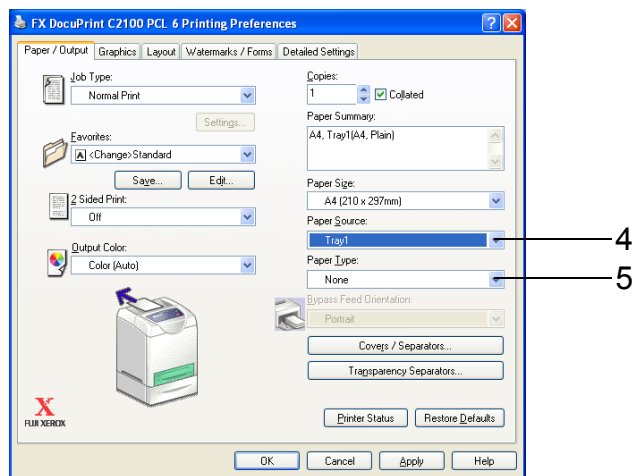 FX DocuPrint C2100 PCL 6 Printing Preferences
Paper / Output Graphics Layout Watermarks / Forms Detailed Settings
Job Type:
Normal Print
Settings...
Favorites:
A <Change>Standard
Save... Edit...
2 Sided Print:
Off
Output Color:
Color (Auto)
Copies:
1 Collated
Paper Summary:
A4, Tray1(A4, Plain)
Paper Size:
A4 (210 x 297mm)
Paper Source:
Tray1
4
Paper Type:
None
5
Bypass Feed Orientation:
Portrait
Covers / Separators...
Transparency Separators...
X
FUJI XEROX
Printer Status Restore Defaults
OK Cancel Apply Help